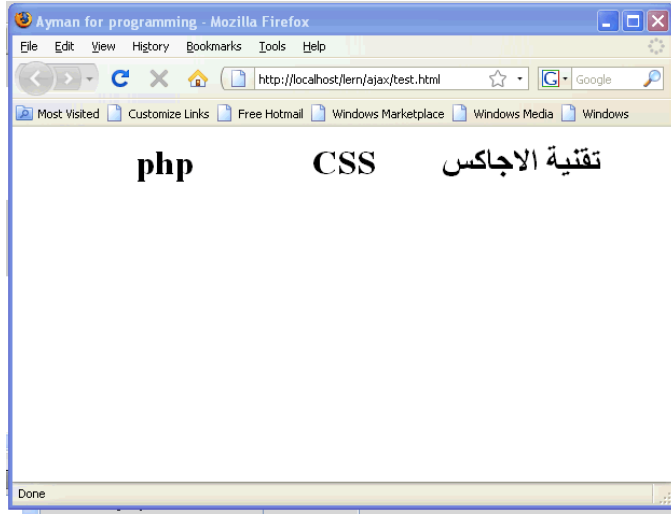 Ayman for programming - Mozilla Firefox
File Edit View History Bookmarks Tools Help
http://localhost/lern/ajax/test.html G Google
Most Visited Customize Links Free Hotmail Windows Marketplace Windows Media Windows
php CSS تقنية الاجاكس
Done